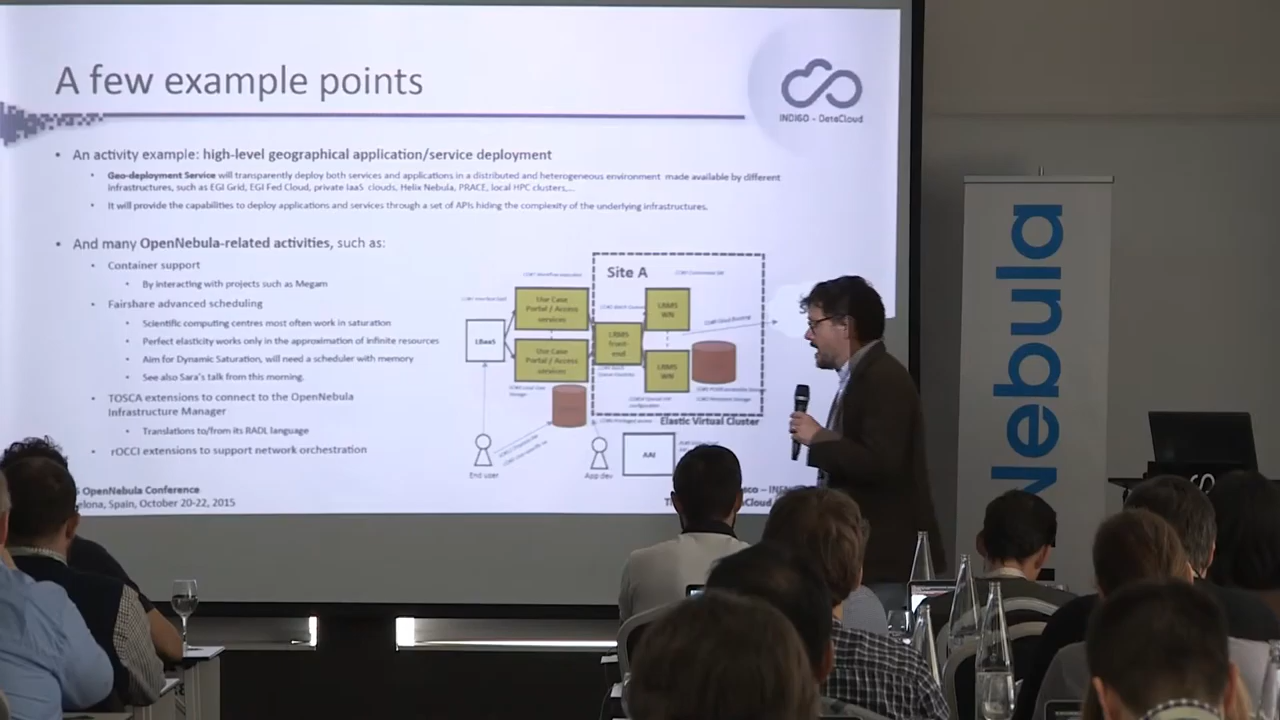 A few example points
INDIGO - DataCloud
• An activity example: high-level geographical application/service deployment
• Geo-deployment Service will transparently deploy both services and applications in a distributed and heterogeneous environment made available by different
infrastructures, such as EGI Grid, EGI Fed Cloud, private IaaS clouds, Helix Nebula, PRACE, local HPC clusters,...
• It will provide the capabilities to deploy applications and services through a set of APIs hiding the complexity of the underlying infrastructures.
• And many OpenNebula-related activities, such as:
• Container support
• By interacting with projects such as Megam
• Fairshare advanced scheduling
• Scientific computing centres most often work in saturation
• Perfect elasticity works only in the approximation of infinite resources
• Aim for Dynamic Saturation, will need a scheduler with memory
• See also Sara's talk from this morning.
• TOSCA extensions to connect to the OpenNebula
Infrastructure Manager
• Translations to/from its RADL language
• rOCCI extensions to support network orchestration
Site A
Use Case
Portal / Access
services
LRMS
WN
LBaaS
LRMS
front-
end
Use Case
Portal / Access
services
LRMS
WN
Elastic Virtual Cluster
End user
App dev
AAI
OpenNebula Conference
elona, Spain, October 20-22, 2015
Nebula